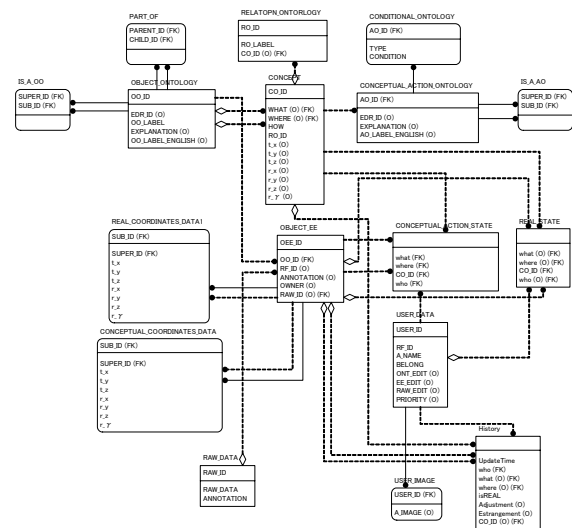 PART_OF
PARENT_ID (FK)
CHILD_ID (FK)
RELATOPN_ONTORLOGY
RO_ID
RO_LABEL
CO_ID (O) (FK)
CONDITIONAL_ONTOLOGY
AO_ID (FK)
TYPE
CONDITION
IS_A_OO
SUPER_ID (FK)
SUB_ID (FK)
OBJECT_ONTOLOGY
OO_ID
EDR_ID (O)
OO_LABEL
EXPLANATION (O)
OO_LABEL_ENGLISH (O)
CONCEPT
CO_ID
WHAT (O) (FK)
WHERE (O) (FK)
HOW
RO_ID
t_x (O)
t_y (O)
t_z (O)
r_x (O)
r_y (O)
r_z (O)
r_γ (O)
CONCEPTUAL_ACTION_ONTOLOGY
AO_ID (FK)
EDR_ID (O)
EXPLANATION (O)
AO_LABEL_ENGLISH (O)
IS_A_AO
SUPER_ID (FK)
SUB_ID (FK)
REAL_COORDINATES_DATA1
SUB_ID (FK)
SUPER_ID (FK)
t_x
t_y
t_z
r_x
r_y
r_z
r_γ
OBJECT_EE
OEE_ID
OO_ID (FK)
RF_ID (O)
ANNOTATION (O)
OWNER (O)
RAW_ID (O) (FK)
CONCEPTUAL_ACTION_STATE
what (FK)
where (FK)
CO_ID (FK)
who (FK)
REAL_STATE
what (O) (FK)
where (O) (FK)
CO_ID (FK)
who (O) (FK)
CONCEPTUAL_COORDINATES_DATA
SUB_ID (FK)
SUPER_ID (FK)
t_x
t_y
t_z
r_x
r_y
r_z
r_γ
USER_DATA
USER_ID
RF_ID
A_NAME
BELONG
ONT_EDIT (O)
EE_EDIT (O)
RAW_EDIT (O)
PRIORITY (O)
RAW_DATA
RAW_ID
RAW_DATA
ANNOTATION
USER_IMAGE
USER_ID (FK)
A_IMAGE (O)
History
UpdateTime
who (FK)
what (O) (FK)
where (O) (FK)
isREAL
Adjustment (O)
Estrangement (O)
CO_ID (O) (FK)